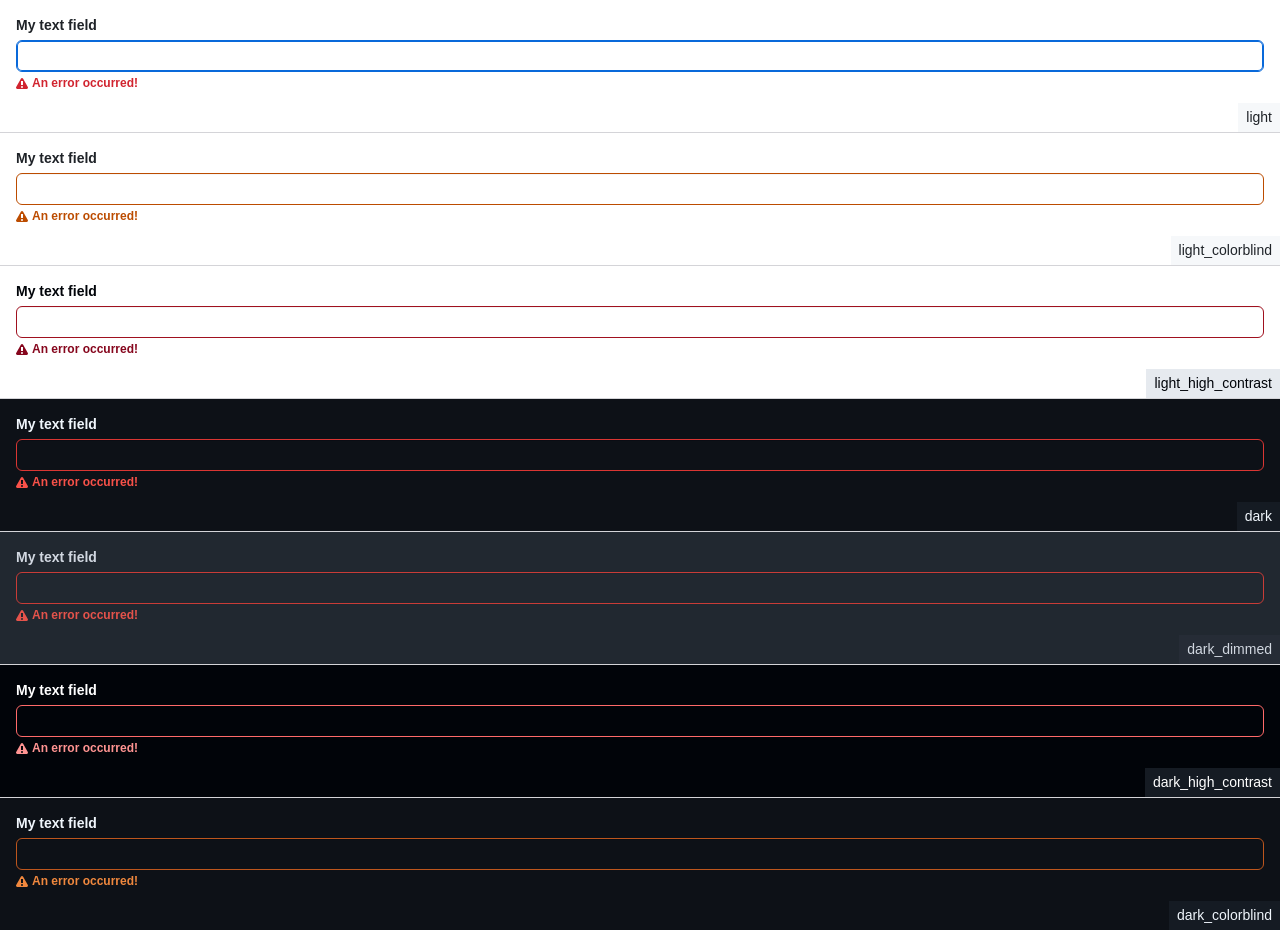 My text field
An error occurred!
light
My text field
An error occurred!
light_colorblind
My text field
An error occurred!
light_high_contrast
My text field
An error occurred!
dark
My text field
An error occurred!
dark_dimmed
My text field
An error occurred!
dark_high_contrast
My text field
An error occurred!
dark_colorblind